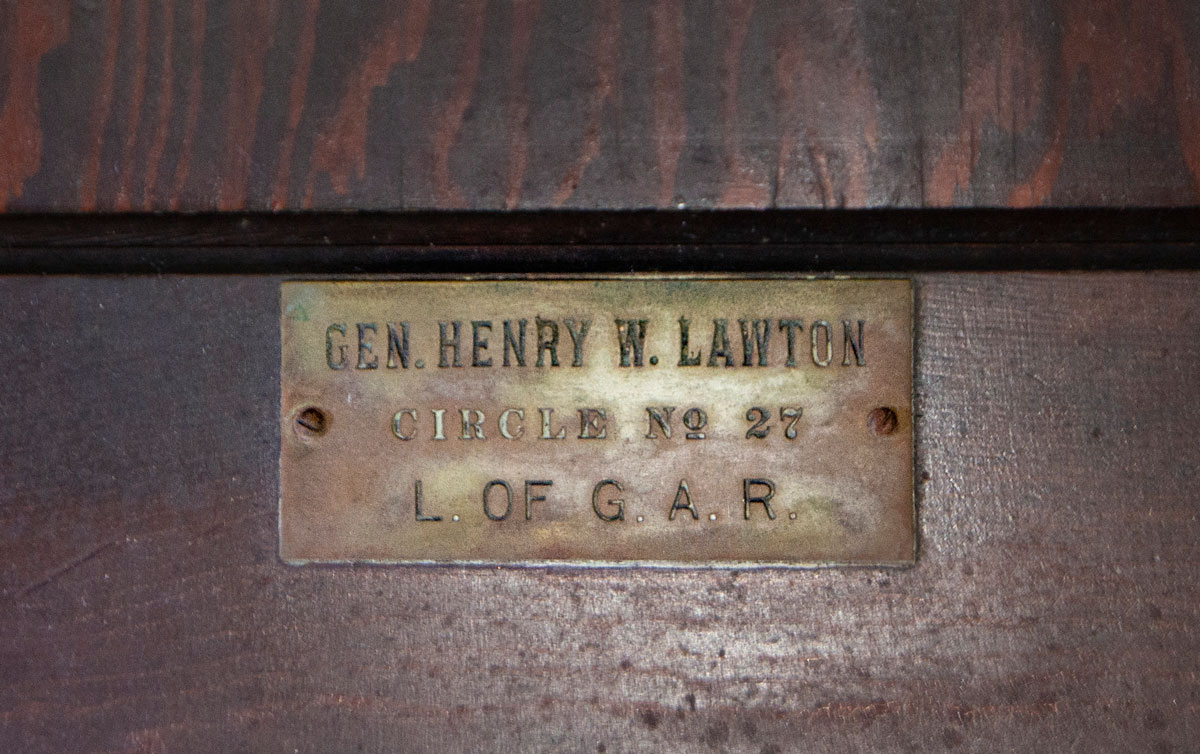 GEN. HENRY W. LAWTON
CIRCLE Nº 27
L. OF G. A. R.